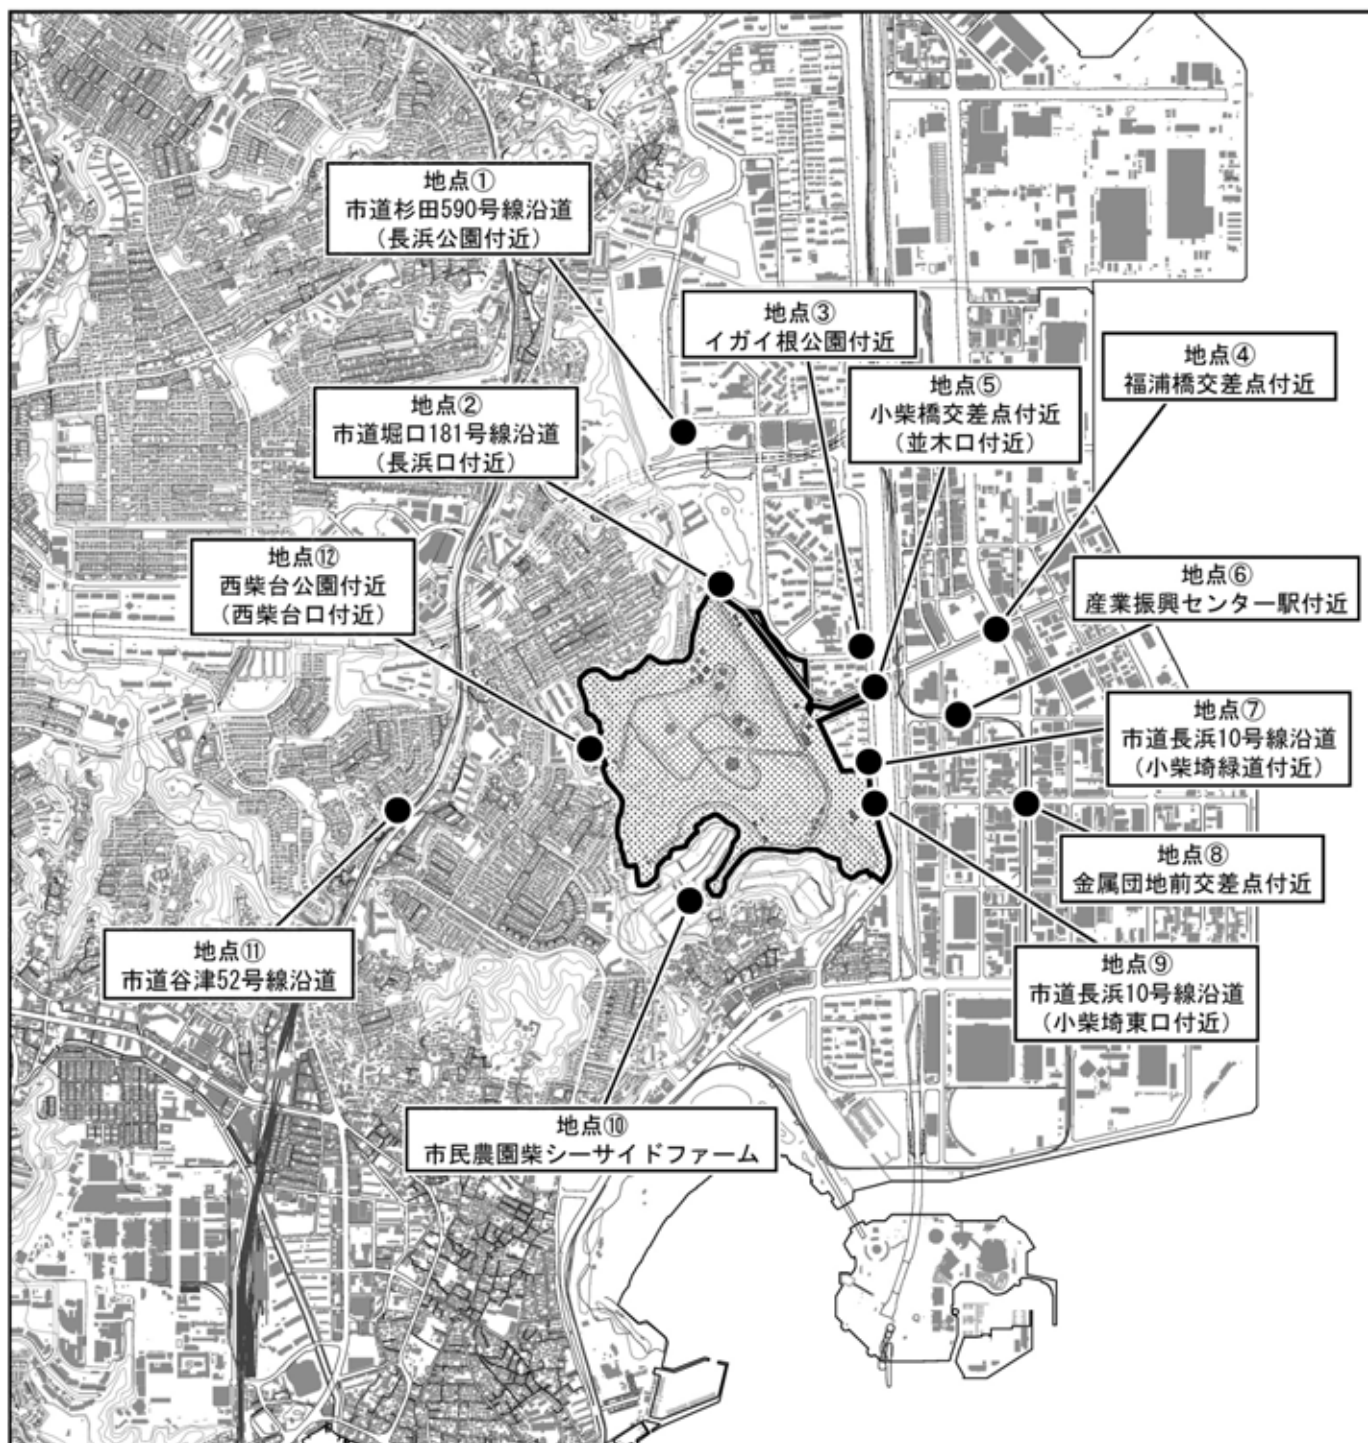 地点①
市道杉田590号線沿道
(長浜公園付近)
地点③
イガイ根公園付近
地点④
福浦橋交差点付近
地点②
市道堀口181号線沿道
(長浜口付近)
地点⑤
小柴橋交差点付近
(並木口付近)
地点⑫
西柴台公園付近
(西柴台口付近)
地点⑥
産業振興センター駅付近
地点⑦
市道長浜10号線沿道
(小柴埼緑道付近)
地点⑧
金属団地前交差点付近
地点⑪
市道谷津52号線沿道
地点⑨
市道長浜10号線沿道
(小柴埼東口付近)
地点⑩
市民農園柴シーサイドファーム